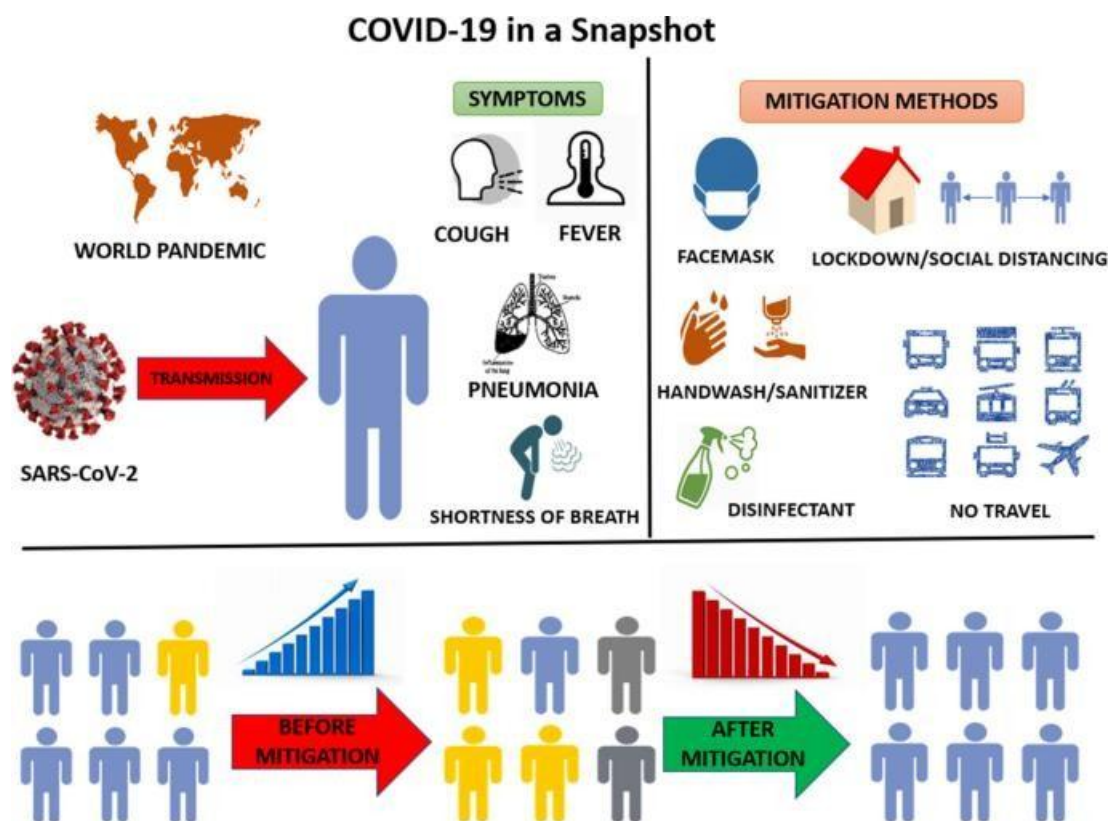 COVID-19 in a Snapshot
WORLD PANDEMIC
SARS-CoV-2
TRANSMISSION
SYMPTOMS
COUGH
FEVER
PNEUMONIA
SHORTNESS OF BREATH
MITIGATION METHODS
FACEMASK
LOCKDOWN/SOCIAL DISTANCING
HANDWASH/SANITIZER
DISINFECTANT
NO TRAVEL
BEFORE
MITIGATION
AFTER
MITIGATION